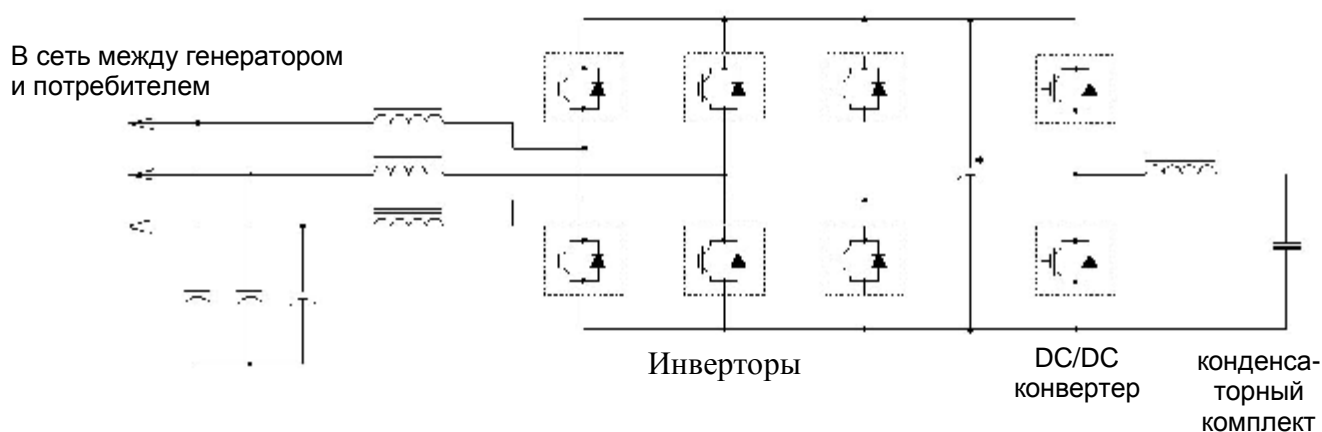 В сеть между генератором
и потребителем
Инверторы
DC/DC
конвертер
конденса-
торный
комплект